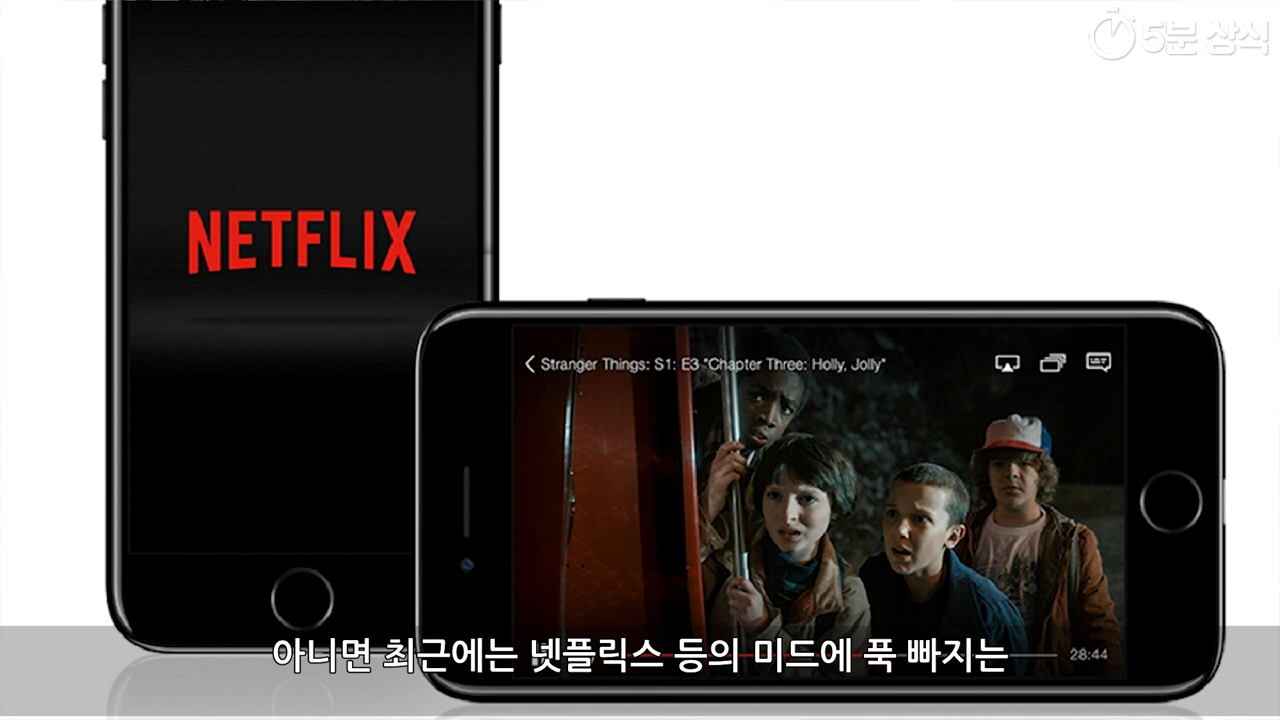 5분 상식
NETFLIX
Stranger Things: S1: E3 "Chapter Three: Holly, Jolly"
28:44
아니면 최근에는 넷플릭스 등의 미드에 푹 빠지는